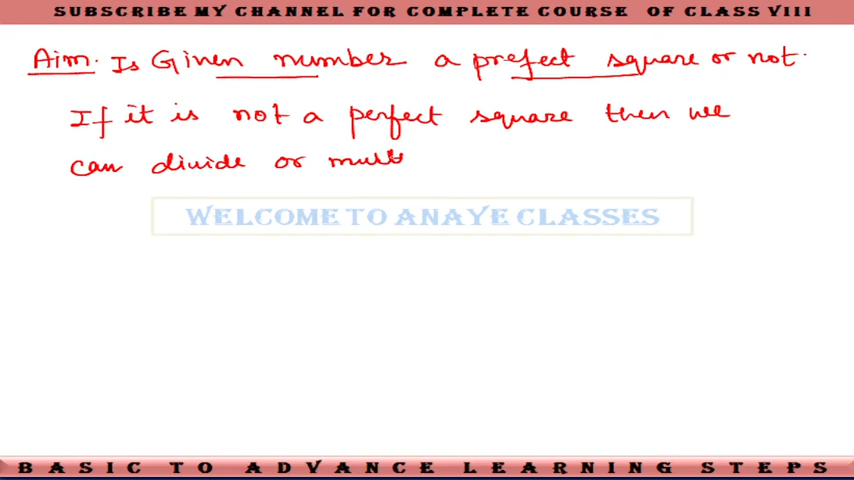 SUBSCRIBE MY CHANNEL FOR COMPLETE COURSE OF CLASS VIII
Aim. Is Given number a prefect square or not.
If it is not a perfect square then we
can divide or mult
WELCOME TO ANAYE CLASSES
BASIC TO ADVANCE LEARNING STEPS